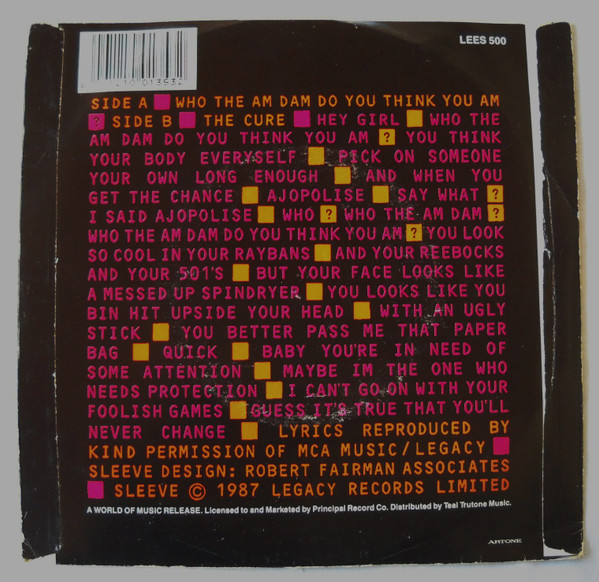 LEES 500
SIDE A WHO THE AM DAM DO YOU THINK YOU AM
? SIDE B THE CURE HEY GIRL WHO THE
AM DAM DO YOU THINK YOU AM ? YOU THINK
YOUR BODY EVERYSELF PICK ON SOMEONE
YOUR OWN LONG ENOUGH AND WHEN YOU
GET THE CHANCE AJOPOLISE SAY WHAT ?
I SAID AJOPOLISE WHO ? WHO THE AM DAM ?
WHO THE AM DAM DO YOU THINK YOU AM ? YOU LOOK
SO COOL IN YOUR RAYBANS AND YOUR REEBOCKS
AND YOUR 501'S BUT YOUR FACE LOOKS LIKE
A MESSED UP SPINDRYER YOU LOOKS LIKE YOU
BIN HIT UPSIDE YOUR HEAD WITH AN UGLY
STICK YOU BETTER PASS ME THAT PAPER
BAG QUICK BABY YOU'RE IN NEED OF
SOME ATTENTION MAYBE IM THE ONE WHO
NEEDS PROTECTION I CAN'T GO ON WITH YOUR
FOOLISH GAMES GUESS IT'S TRUE THAT YOU'LL
NEVER CHANGE LYRICS REPRODUCED BY
KIND PERMISSION OF MCA MUSIC/LEGACY
SLEEVE DESIGN: ROBERT FAIRMAN ASSOCIATES
SLEEVE © 1987 LEGACY RECORDS LIMITED
A WORLD OF MUSIC RELEASE. Licensed to and Marketed by Principal Record Co. Distributed by Teal Trutone Music.
ARTONE